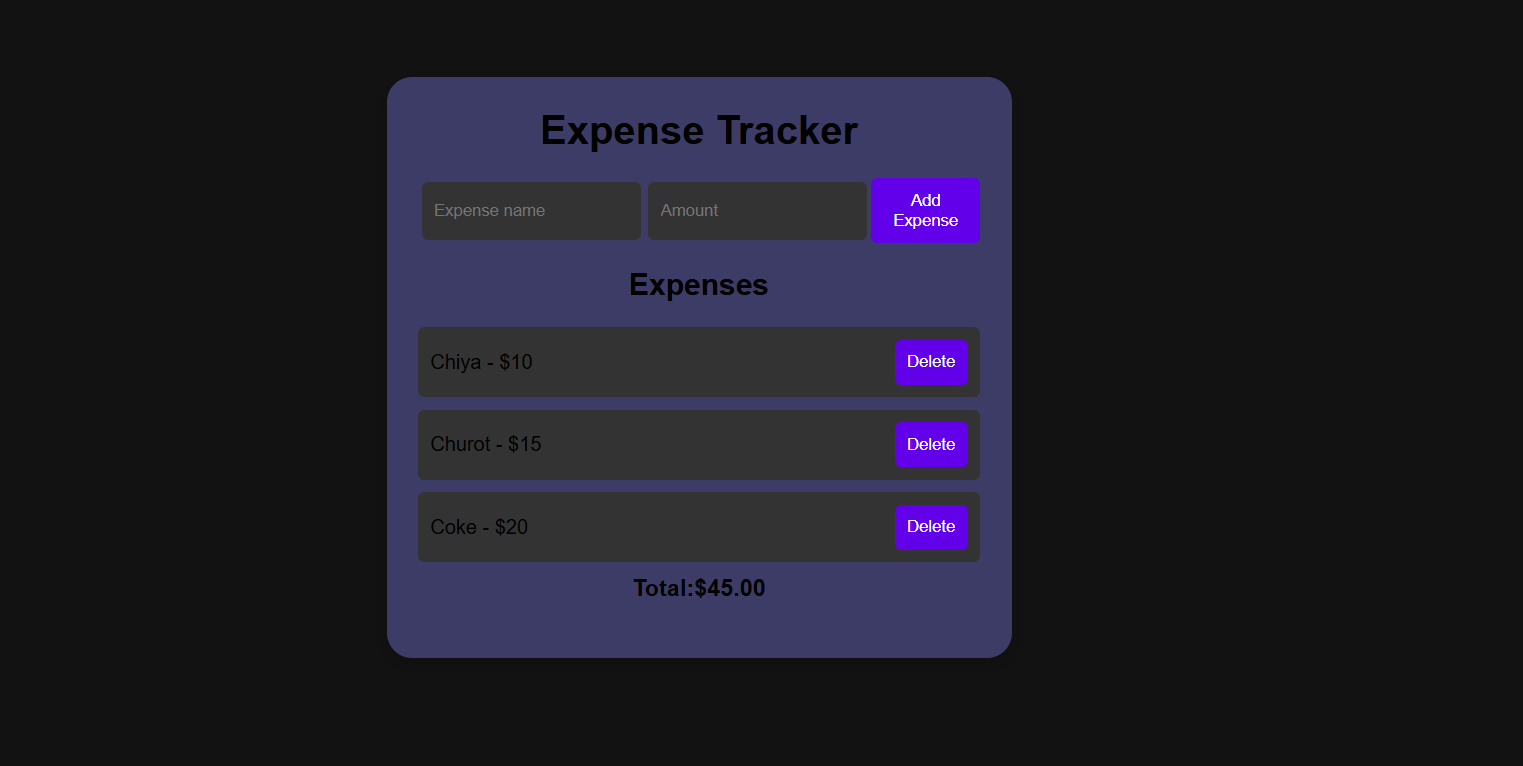 Expense Tracker
Expense name
Amount
Add
Expense
Expenses
Chiya - $10
Delete
Churot - $15
Delete
Coke - $20
Delete
Total:$45.00